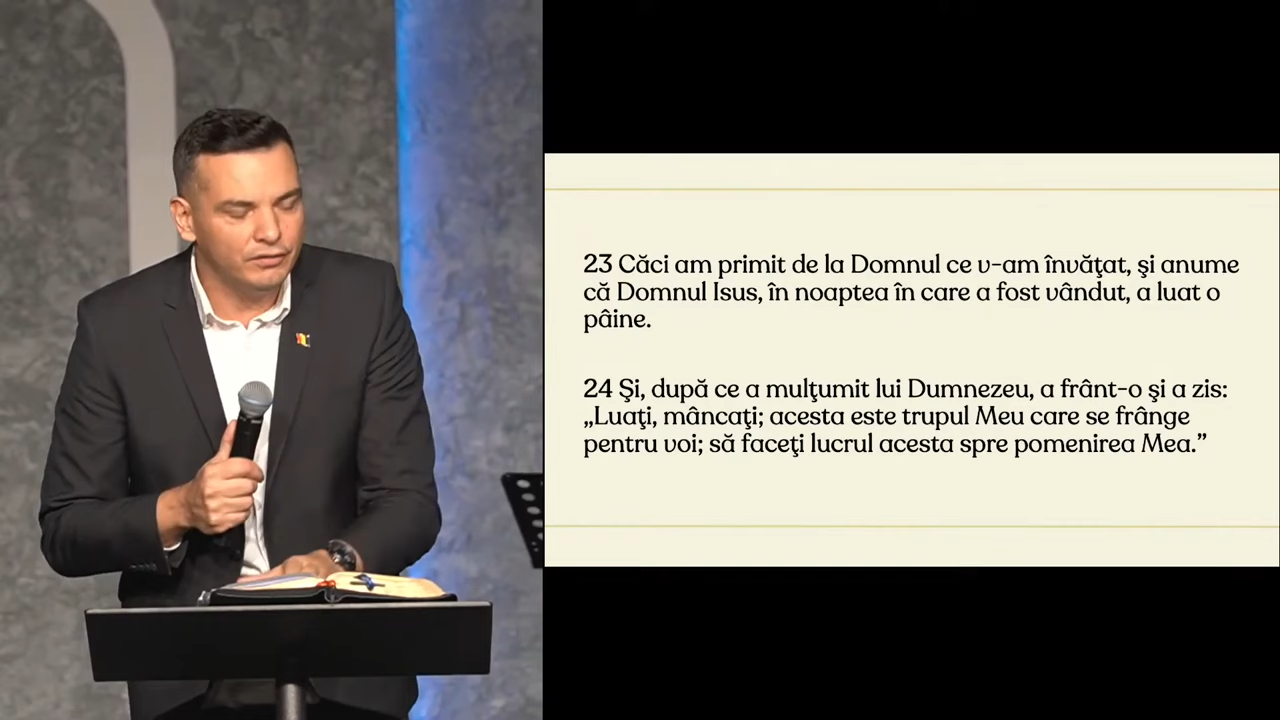 23 Căci am primit de la Domnul ce v-am învăţat, şi anume
că Domnul Isus, în noaptea în care a fost vândut, a luat o
pâine.
24 Şi, după ce a mulţumit lui Dumnezeu, a frânt-o şi a zis:
„Luaţi, mâncaţi; acesta este trupul Meu care se frânge
pentru voi; să faceţi lucrul acesta spre pomenirea Mea.”